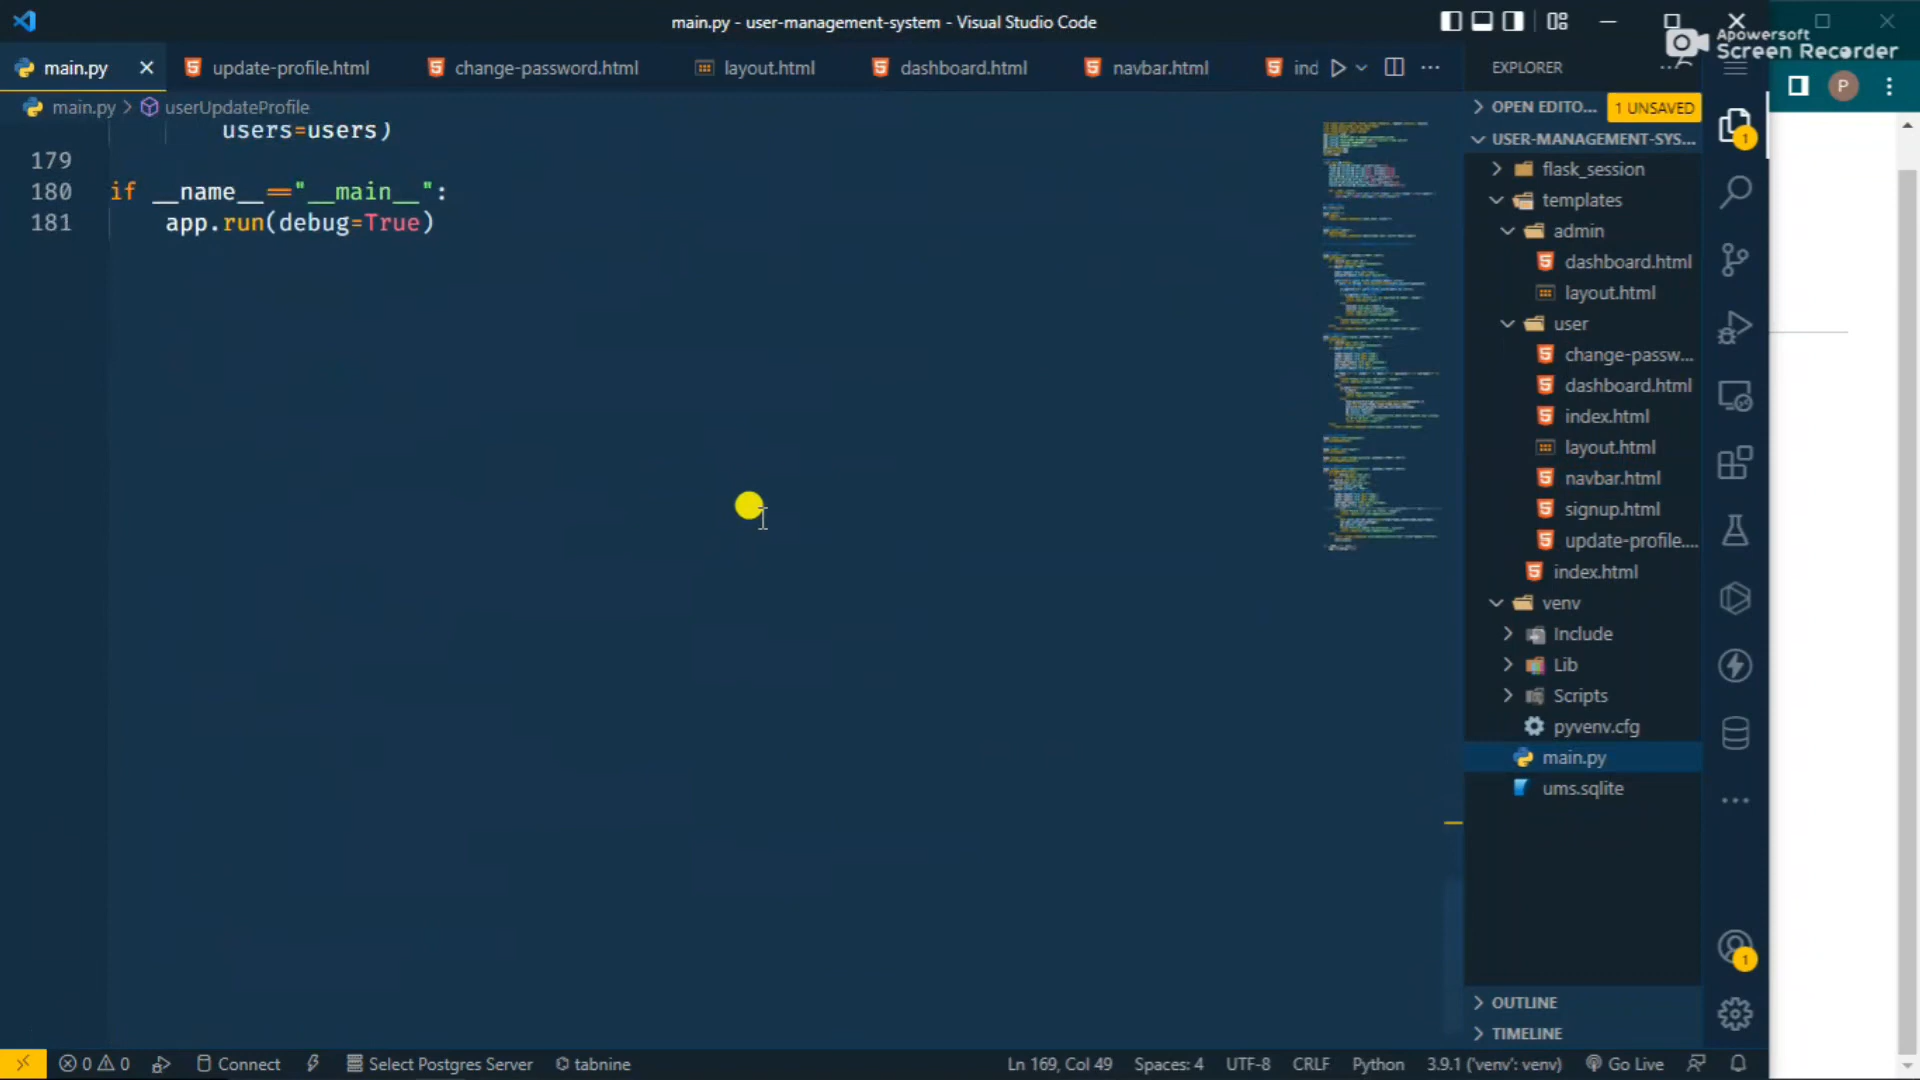 main.py - user-management-system - Visual Studio Code
Apowersoft
Screen Recorder
main.py
update-profile.html
change-password.html
layout.html
dashboard.html
navbar.html
ind
EXPLORER
main.py > userUpdateProfile
OPEN EDITO... 1 UNSAVED
P
users=users)
179
180 if __name__=="__main__":
181 app.run(debug=True)
USER-MANAGEMENT-SYS...
flask_session
templates
admin
dashboard.html
layout.html
user
change-passw...
dashboard.html
index.html
layout.html
navbar.html
signup.html
update-profile....
index.html
venv
Include
Lib
Scripts
pyvenv.cfg
main.py
ums.sqlite
1
1
OUTLINE
TIMELINE
0 0 Connect Select Postgres Server tabnine Ln 169, Col 49 Spaces: 4 UTF-8 CRLF Python 3.9.1 ('venv': venv) Go Live